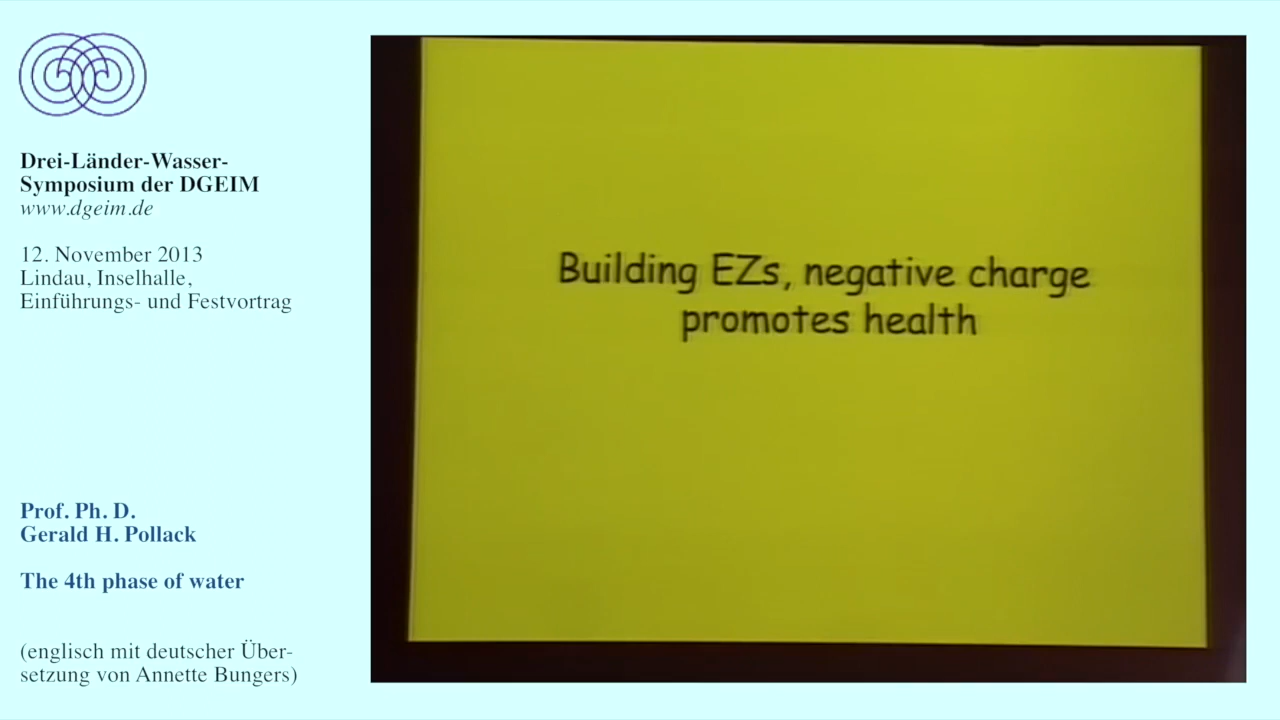 Drei-Länder-Wasser-
Symposium der DGEIM
www.dgeim.de
12. November 2013
Lindau, Inselhalle,
Einführungs- und Festvortrag
Prof. Ph. D.
Gerald H. Pollack
The 4th phase of water
(englisch mit deutscher Über-
setzung von Annette Bungers)
Building EZs, negative charge
promotes health